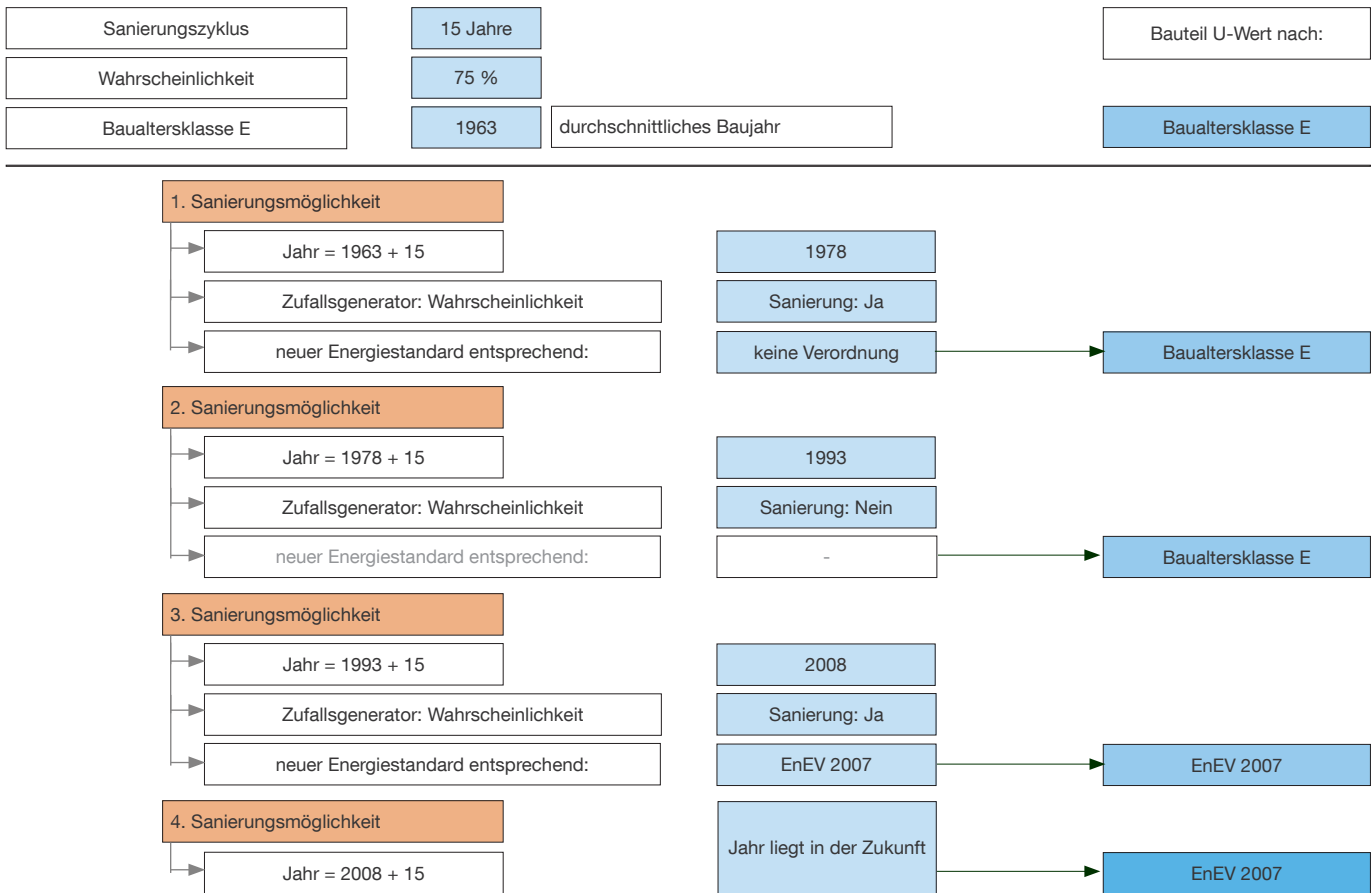 Sanierungszyklus
15 Jahre
Bauteil U-Wert nach:
Wahrscheinlichkeit
75 %
Baualtersklasse E
1963
durchschnittliches Baujahr
Baualtersklasse E
1. Sanierungsmöglichkeit
Jahr = 1963 + 15
1978
Zufallsgenerator: Wahrscheinlichkeit
Sanierung: Ja
neuer Energiestandard entsprechend:
keine Verordnung
Baualtersklasse E
2. Sanierungsmöglichkeit
Jahr = 1978 + 15
1993
Zufallsgenerator: Wahrscheinlichkeit
Sanierung: Nein
neuer Energiestandard entsprechend:
-
Baualtersklasse E
3. Sanierungsmöglichkeit
Jahr = 1993 + 15
2008
Zufallsgenerator: Wahrscheinlichkeit
Sanierung: Ja
neuer Energiestandard entsprechend:
EnEV 2007
EnEV 2007
4. Sanierungsmöglichkeit
Jahr liegt in der Zukunft
Jahr = 2008 + 15
EnEV 2007